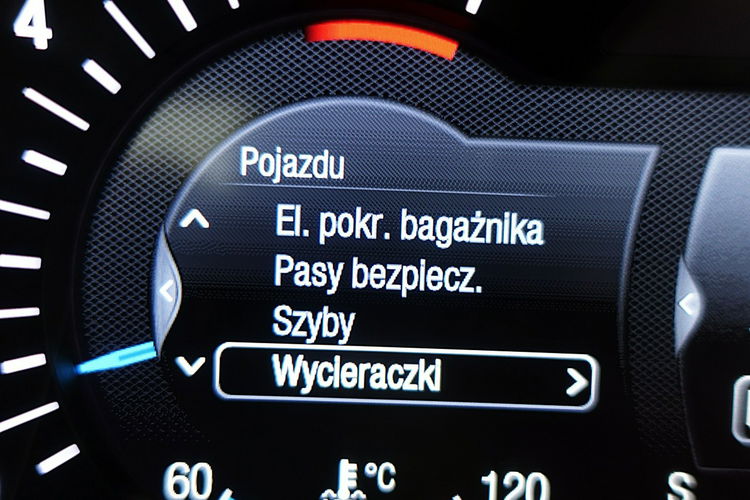 4
Pojazdu
El. pokr. bagażnika
Pasy bezpiecz.
Szyby
Wycieraczki
60 °C 120 S